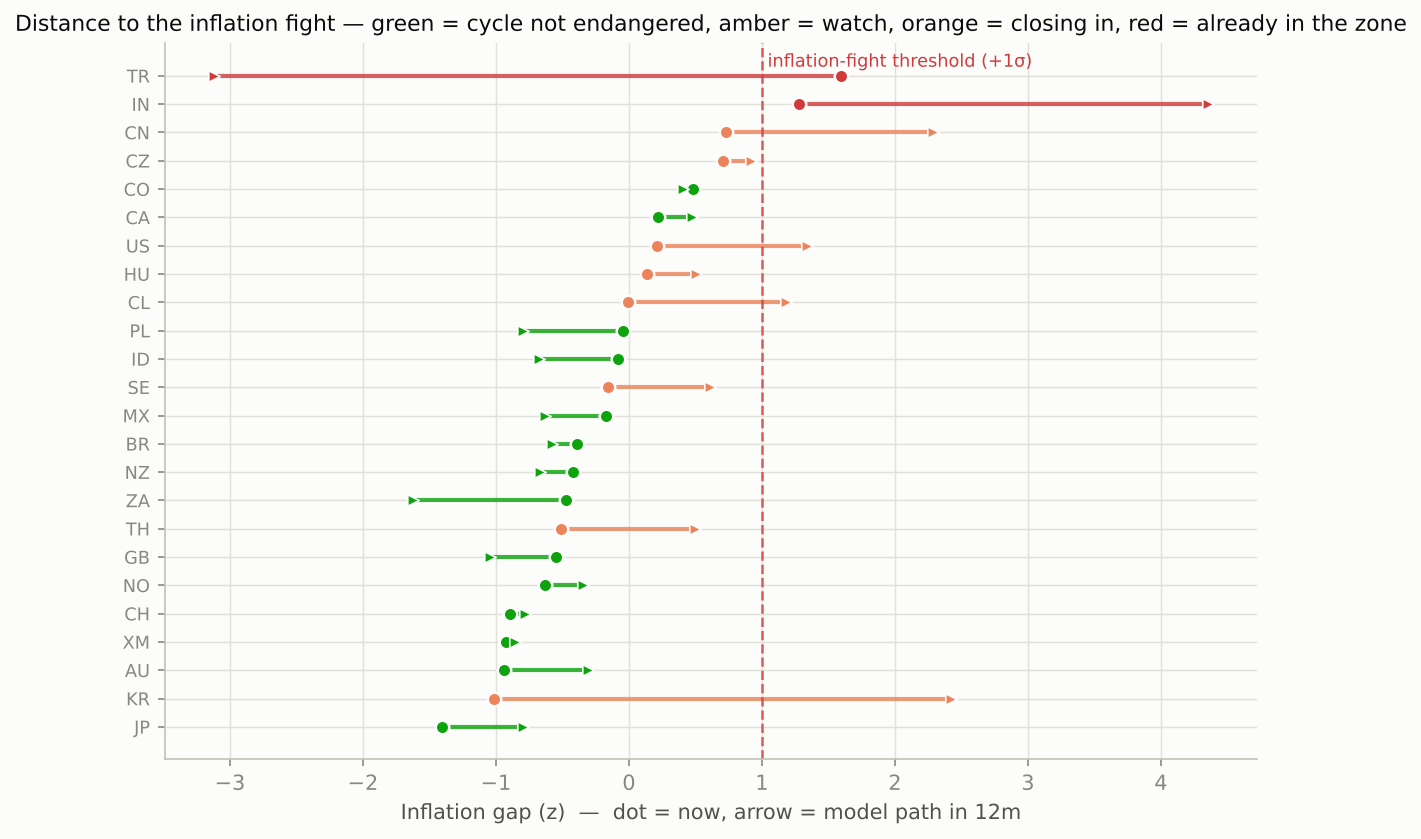 Distance to the inflation fight — green = cycle not endangered, amber = watch, orange = closing in, red = already in the zone
inflation-fight threshold (+1σ)
TR
IN
CN
CZ
CO
CA
US
HU
CL
PL
ID
SE
MX
BR
NZ
ZA
TH
GB
NO
CH
XM
AU
KR
JP
−3 −2 −1 0 1 2 3 4
Inflation gap (z) — dot = now, arrow = model path in 12m